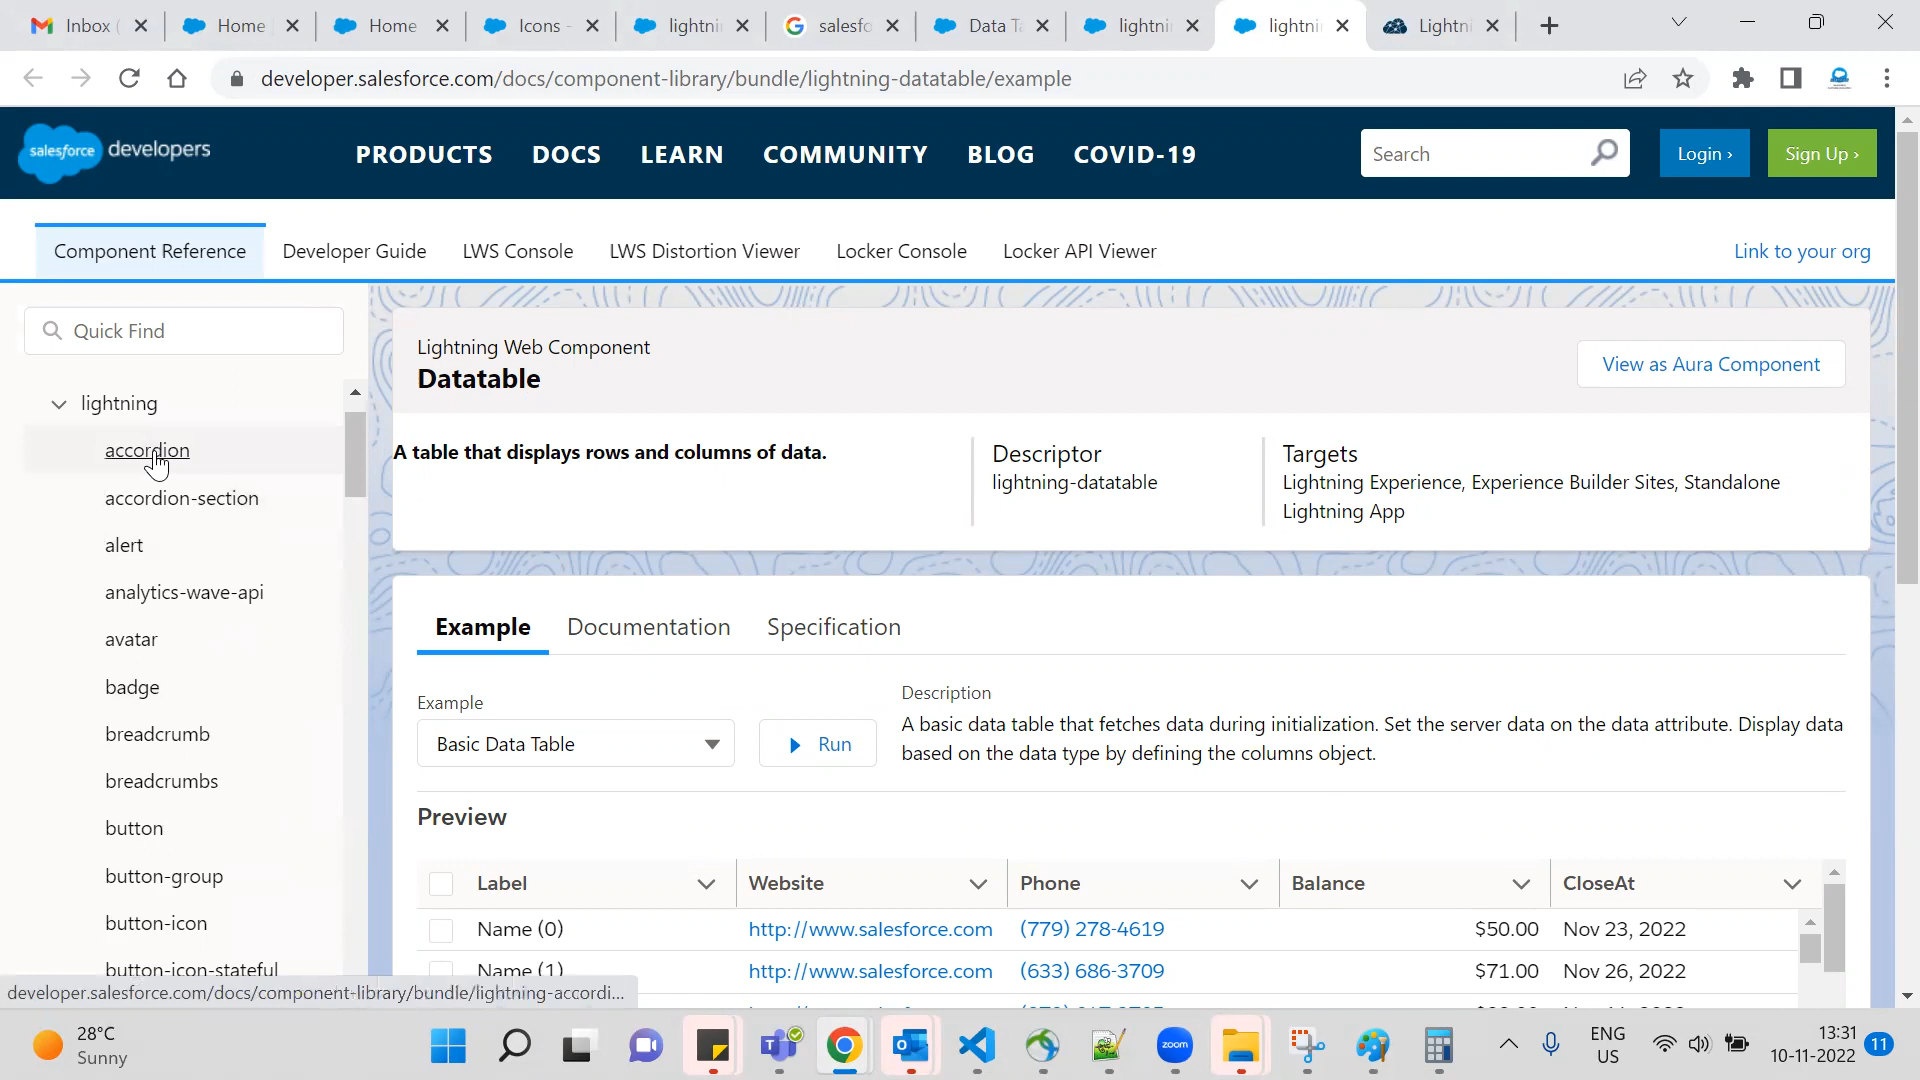 Inbox (
Home
Home
Icons -
lightnin
salesfo
Data Ta
lightnin
lightnin
Lightni
developer.salesforce.com/docs/component-library/bundle/lightning-datatable/example
salesforce developers
PRODUCTS DOCS LEARN COMMUNITY BLOG COVID-19
Search
Login ›
Sign Up ›
Component Reference Developer Guide LWS Console LWS Distortion Viewer Locker Console Locker API Viewer Link to your org
Quick Find
lightning
accordion
accordion-section
alert
analytics-wave-api
avatar
badge
breadcrumb
breadcrumbs
button
button-group
button-icon
button-icon-stateful
Lightning Web Component
Datatable
View as Aura Component
A table that displays rows and columns of data.
Descriptor
lightning-datatable
Targets
Lightning Experience, Experience Builder Sites, Standalone
Lightning App
Example Documentation Specification
Example
Basic Data Table
Run
Description
A basic data table that fetches data during initialization. Set the server data on the data attribute. Display data
based on the data type by defining the columns object.
Preview
Label Website Phone Balance CloseAt
Name (0) http://www.salesforce.com (779) 278-4619 $50.00 Nov 23, 2022
Name (1) http://www.salesforce.com (633) 686-3709 $71.00 Nov 26, 2022
developer.salesforce.com/docs/component-library/bundle/lightning-accordi...
28°C
Sunny
zoom
ENG
US
13:31
10-11-2022
11